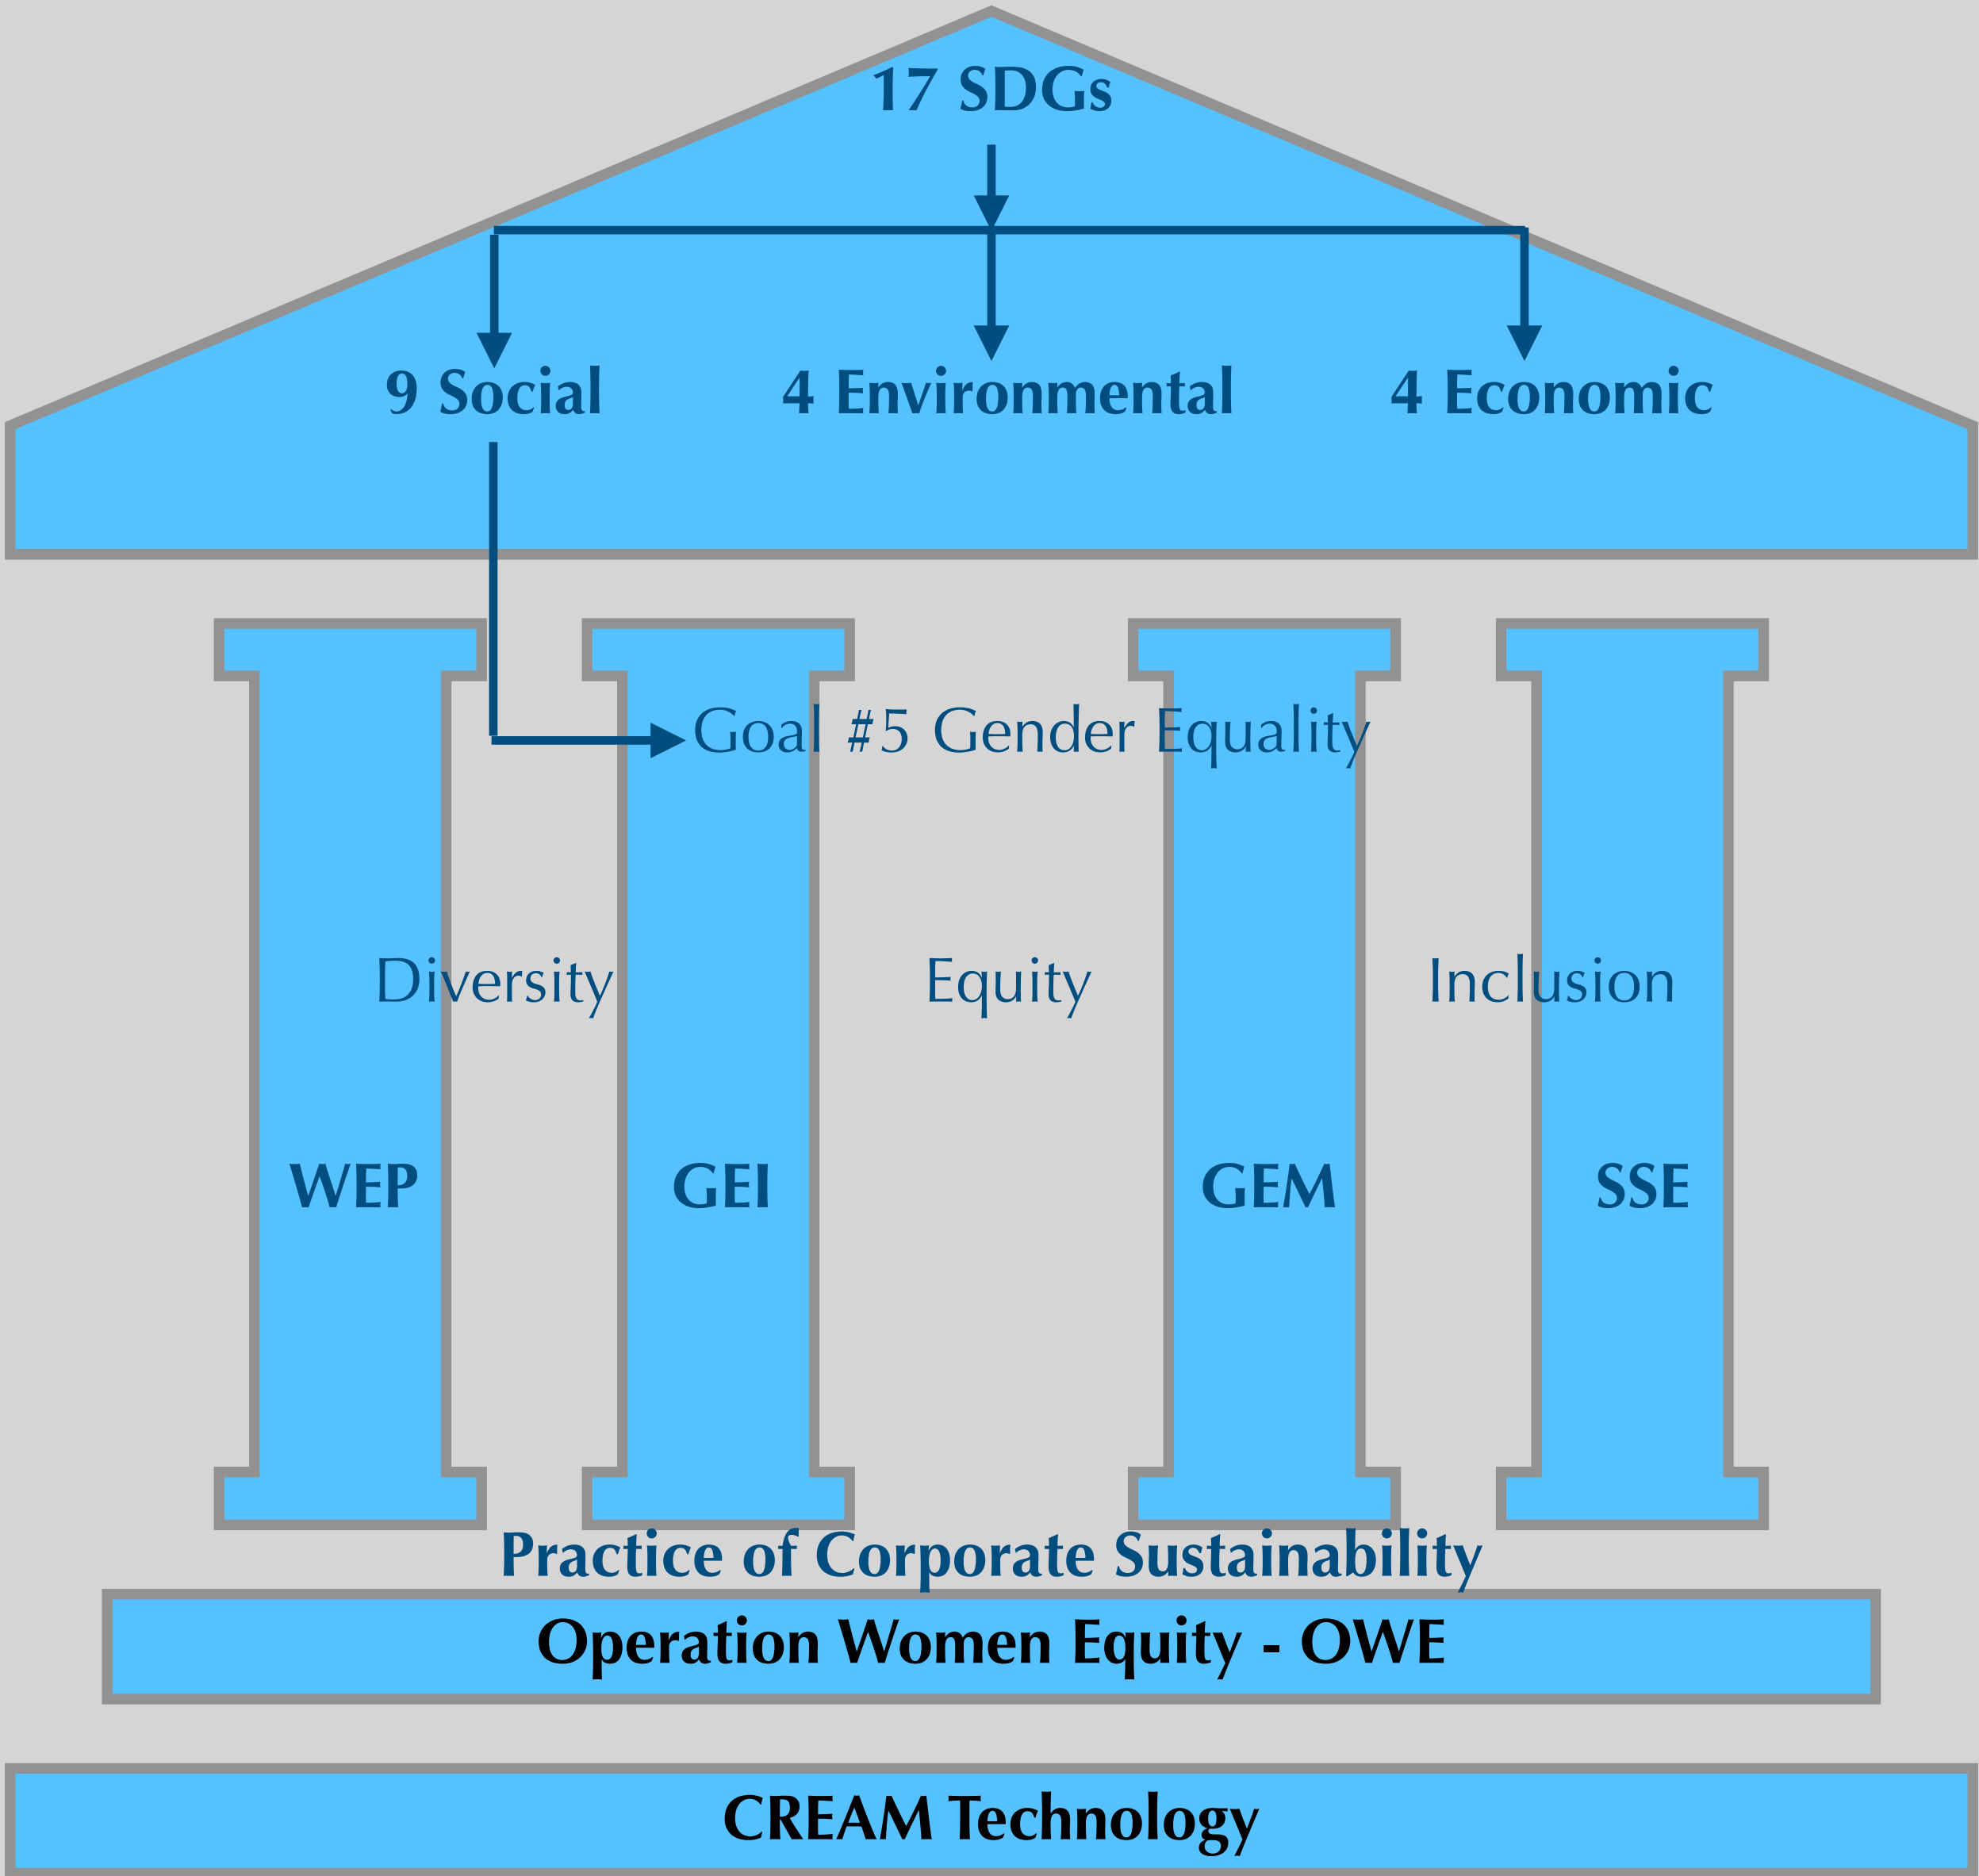 17 SDGs
9 Social 4 Environmental 4 Economic
Goal #5 Gender Equality
Diversity Equity Inclusion
WEP GEI GEM SSE
Practice of Corporate Sustainability
Operation Women Equity - OWE
CREAM Technology